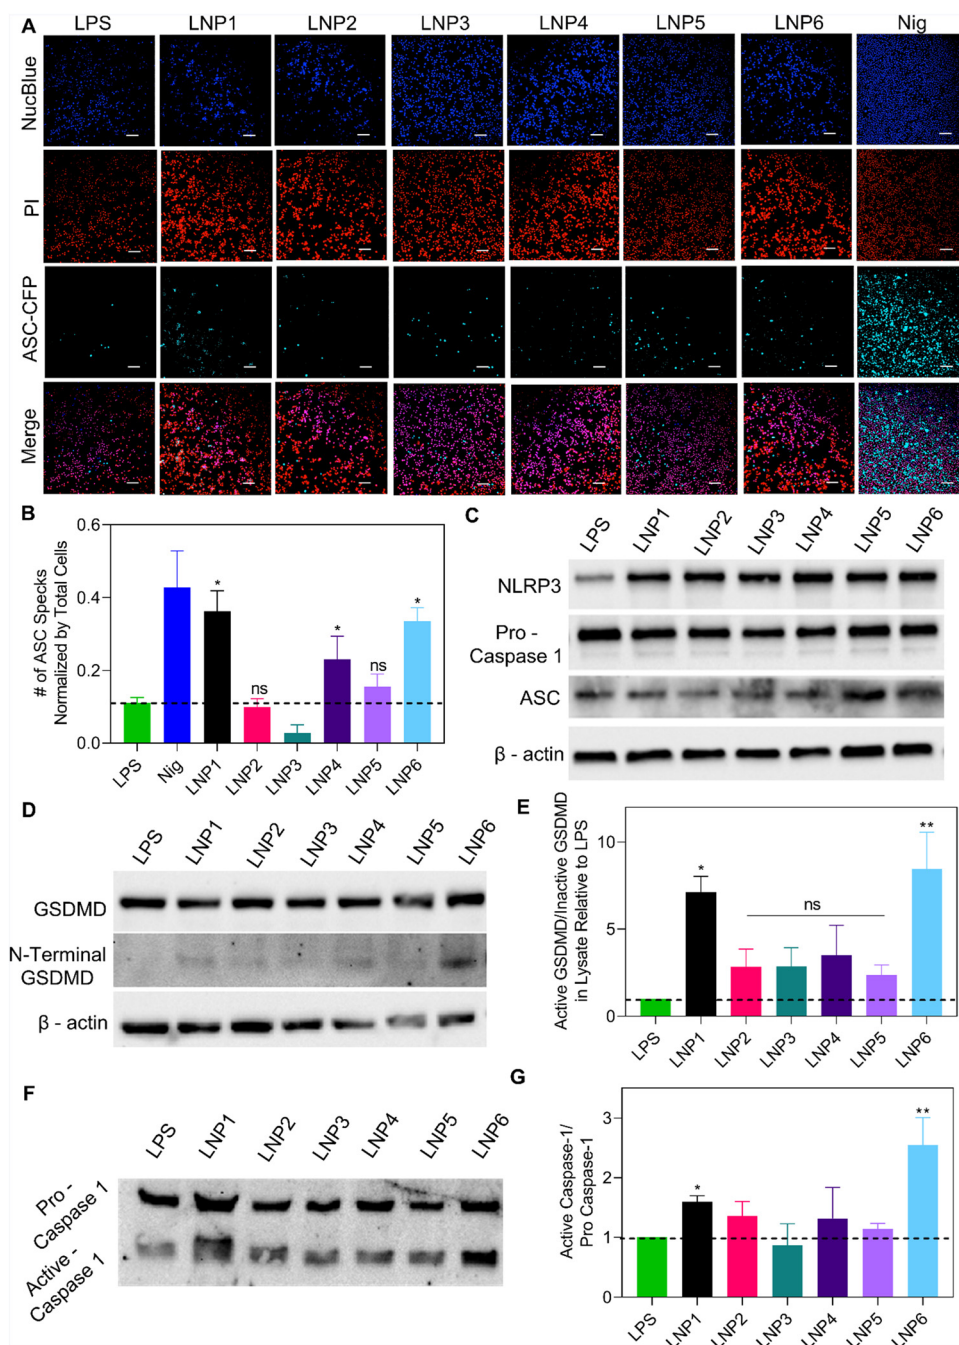 A
LPS LNP1 LNP2 LNP3 LNP4 LNP5 LNP6 Nig
NucBlue
PI
ASC-CFP
Merge
B
# of ASC Specks
Normalized by Total Cells
0.6
0.4
0.2
0.0
* ns * ns *
LPS Nig LNP1 LNP2 LNP3 LNP4 LNP5 LNP6
C
LPS LNP1 LNP2 LNP3 LNP4 LNP5 LNP6
NLRP3
Pro -
Caspase 1
ASC
β - actin
D
LPS LNP1 LNP2 LNP3 LNP4 LNP5 LNP6
GSDMD
N-Terminal
GSDMD
β - actin
E
Active GSDMD/Inactive GSDMD
in Lysate Relative to LPS
10
5
0
* ns **
LPS LNP1 LNP2 LNP3 LNP4 LNP5 LNP6
F
LPS LNP1 LNP2 LNP3 LNP4 LNP5 LNP6
Pro -
Caspase 1
Active -
Caspase 1
G
Active Caspase-1/
Pro Caspase-1
3
2
1
0
* **
LPS LNP1 LNP2 LNP3 LNP4 LNP5 LNP6